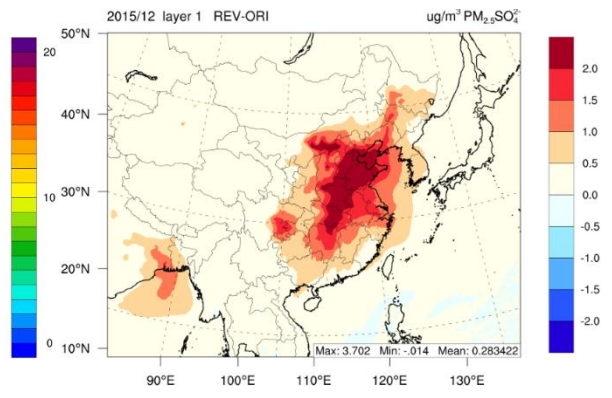 2015/12 layer 1 REV-ORI ug/m³ PM₂.₅SO₄²⁻
50°N
40°N
30°N
20°N
10°N
90°E 100°E 110°E 120°E 130°E
20
10
0
2.0
1.5
1.0
0.5
0.0
-0.5
-1.0
-1.5
-2.0
Max: 3.702 Min: -.014 Mean: 0.283422